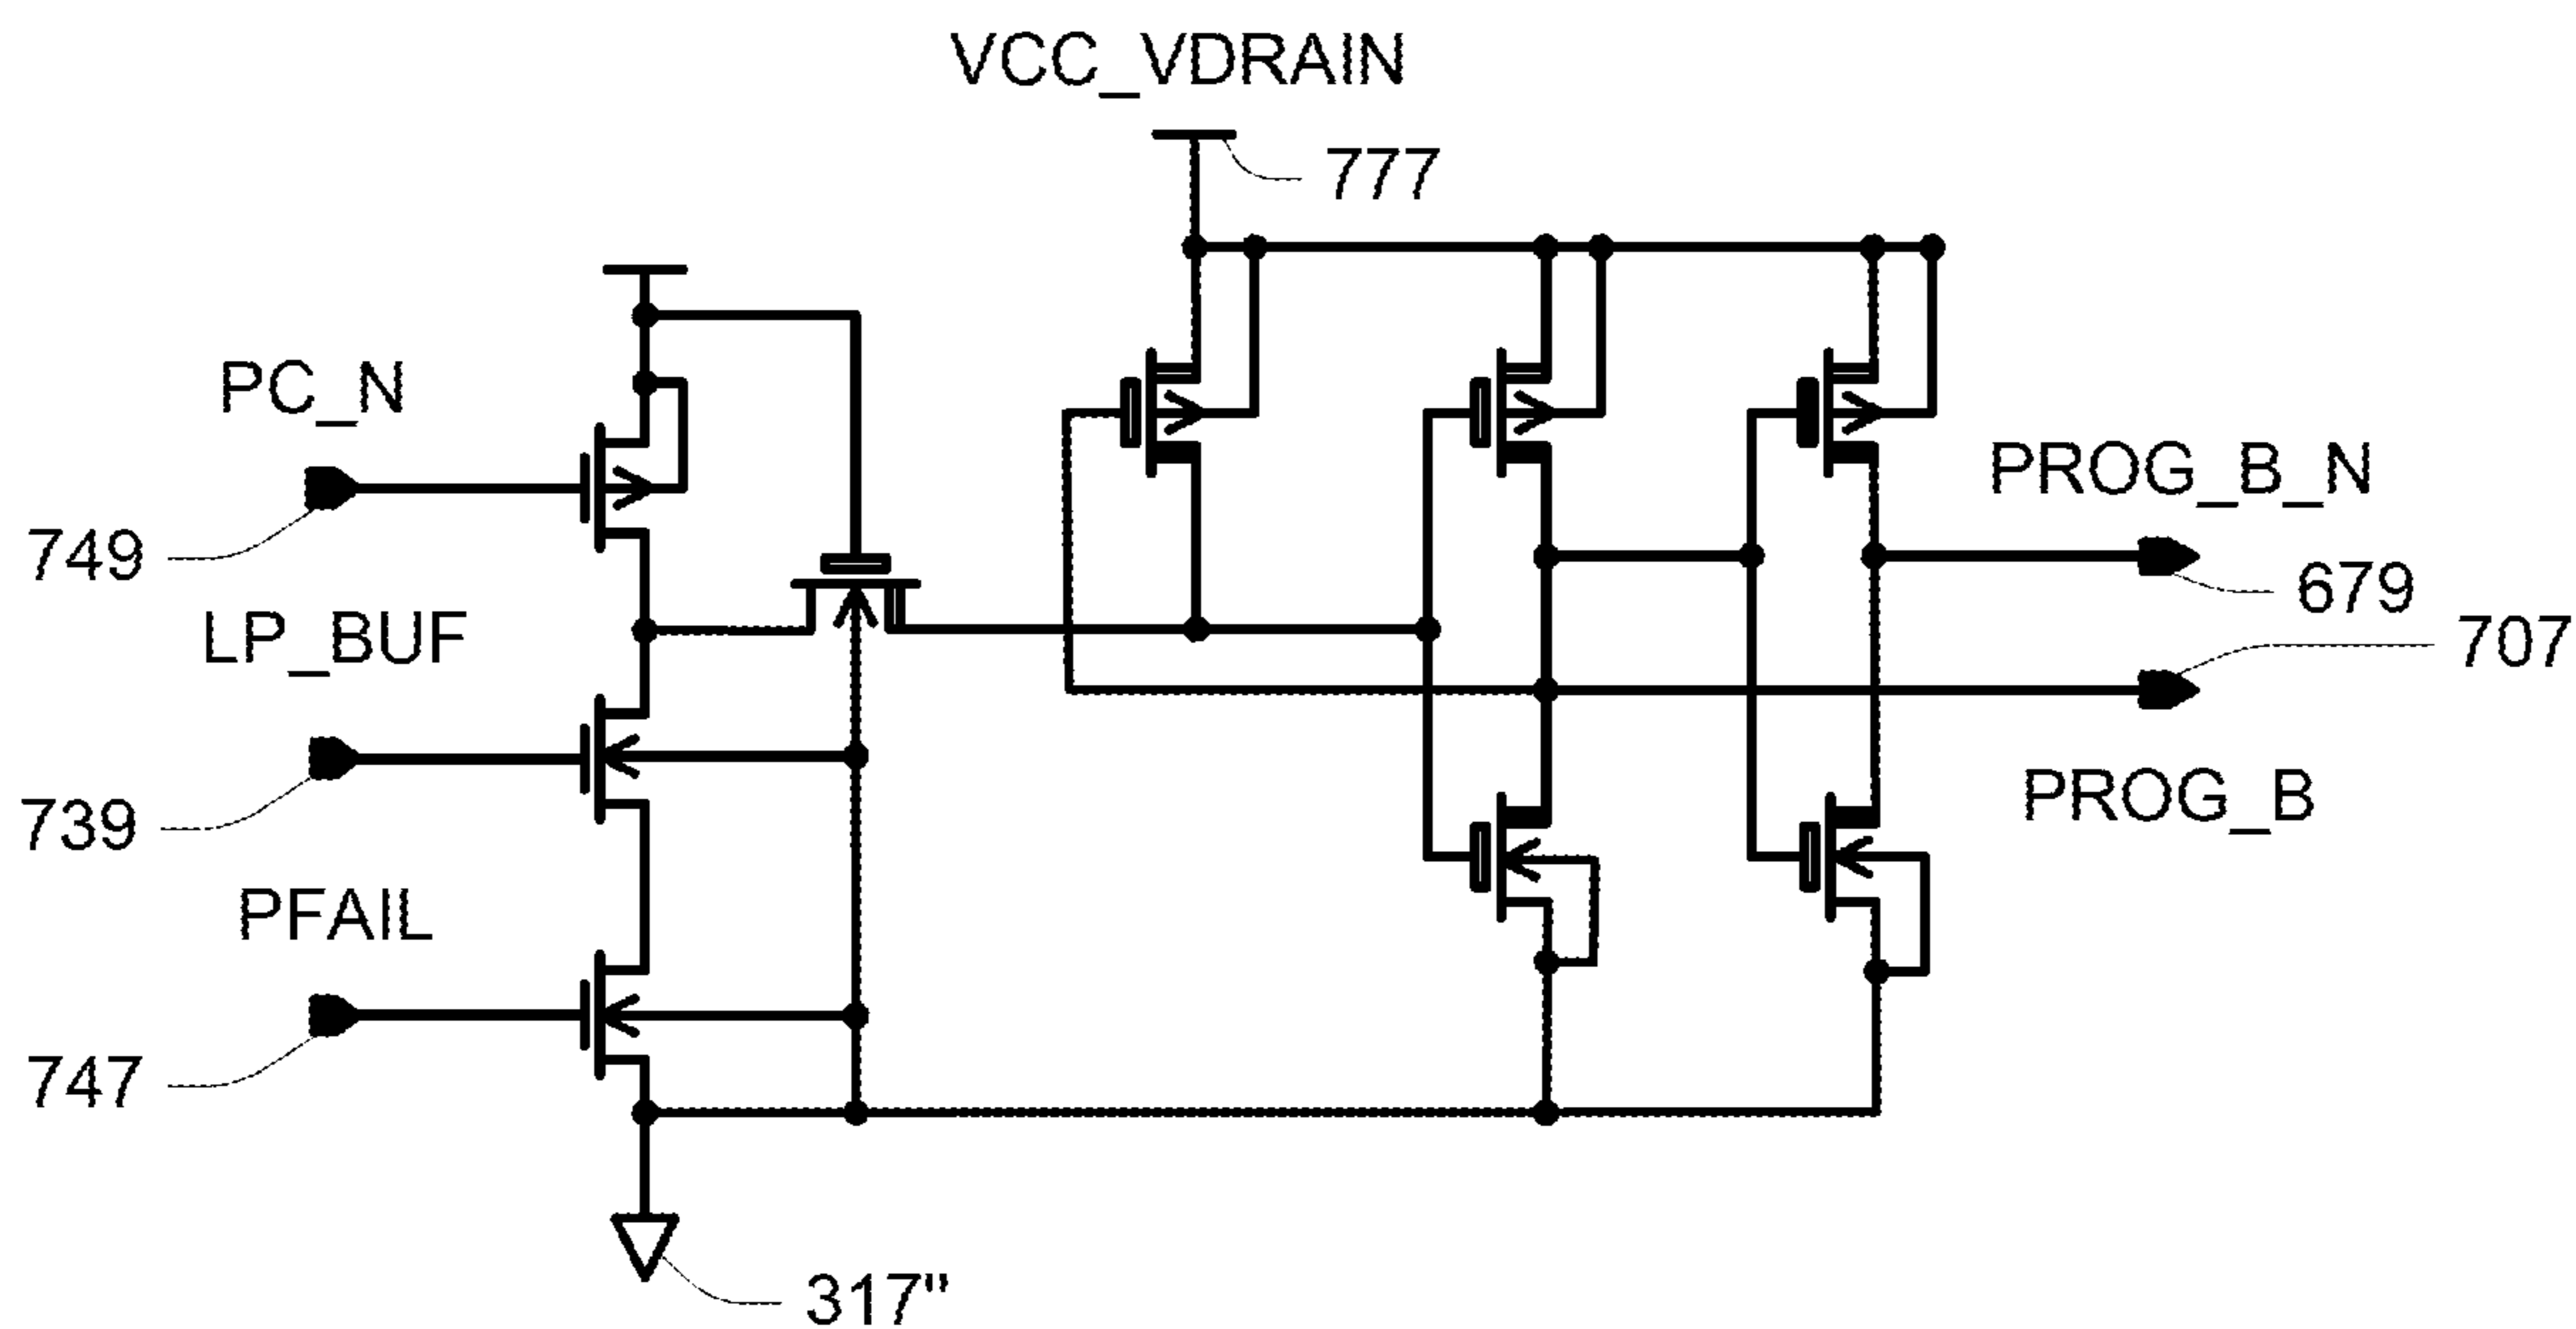 VCC_VDRAIN
777
PC_N
749
PROG_B_N
679
LP_BUF
707
739
PROG_B
PFAIL
747
317"